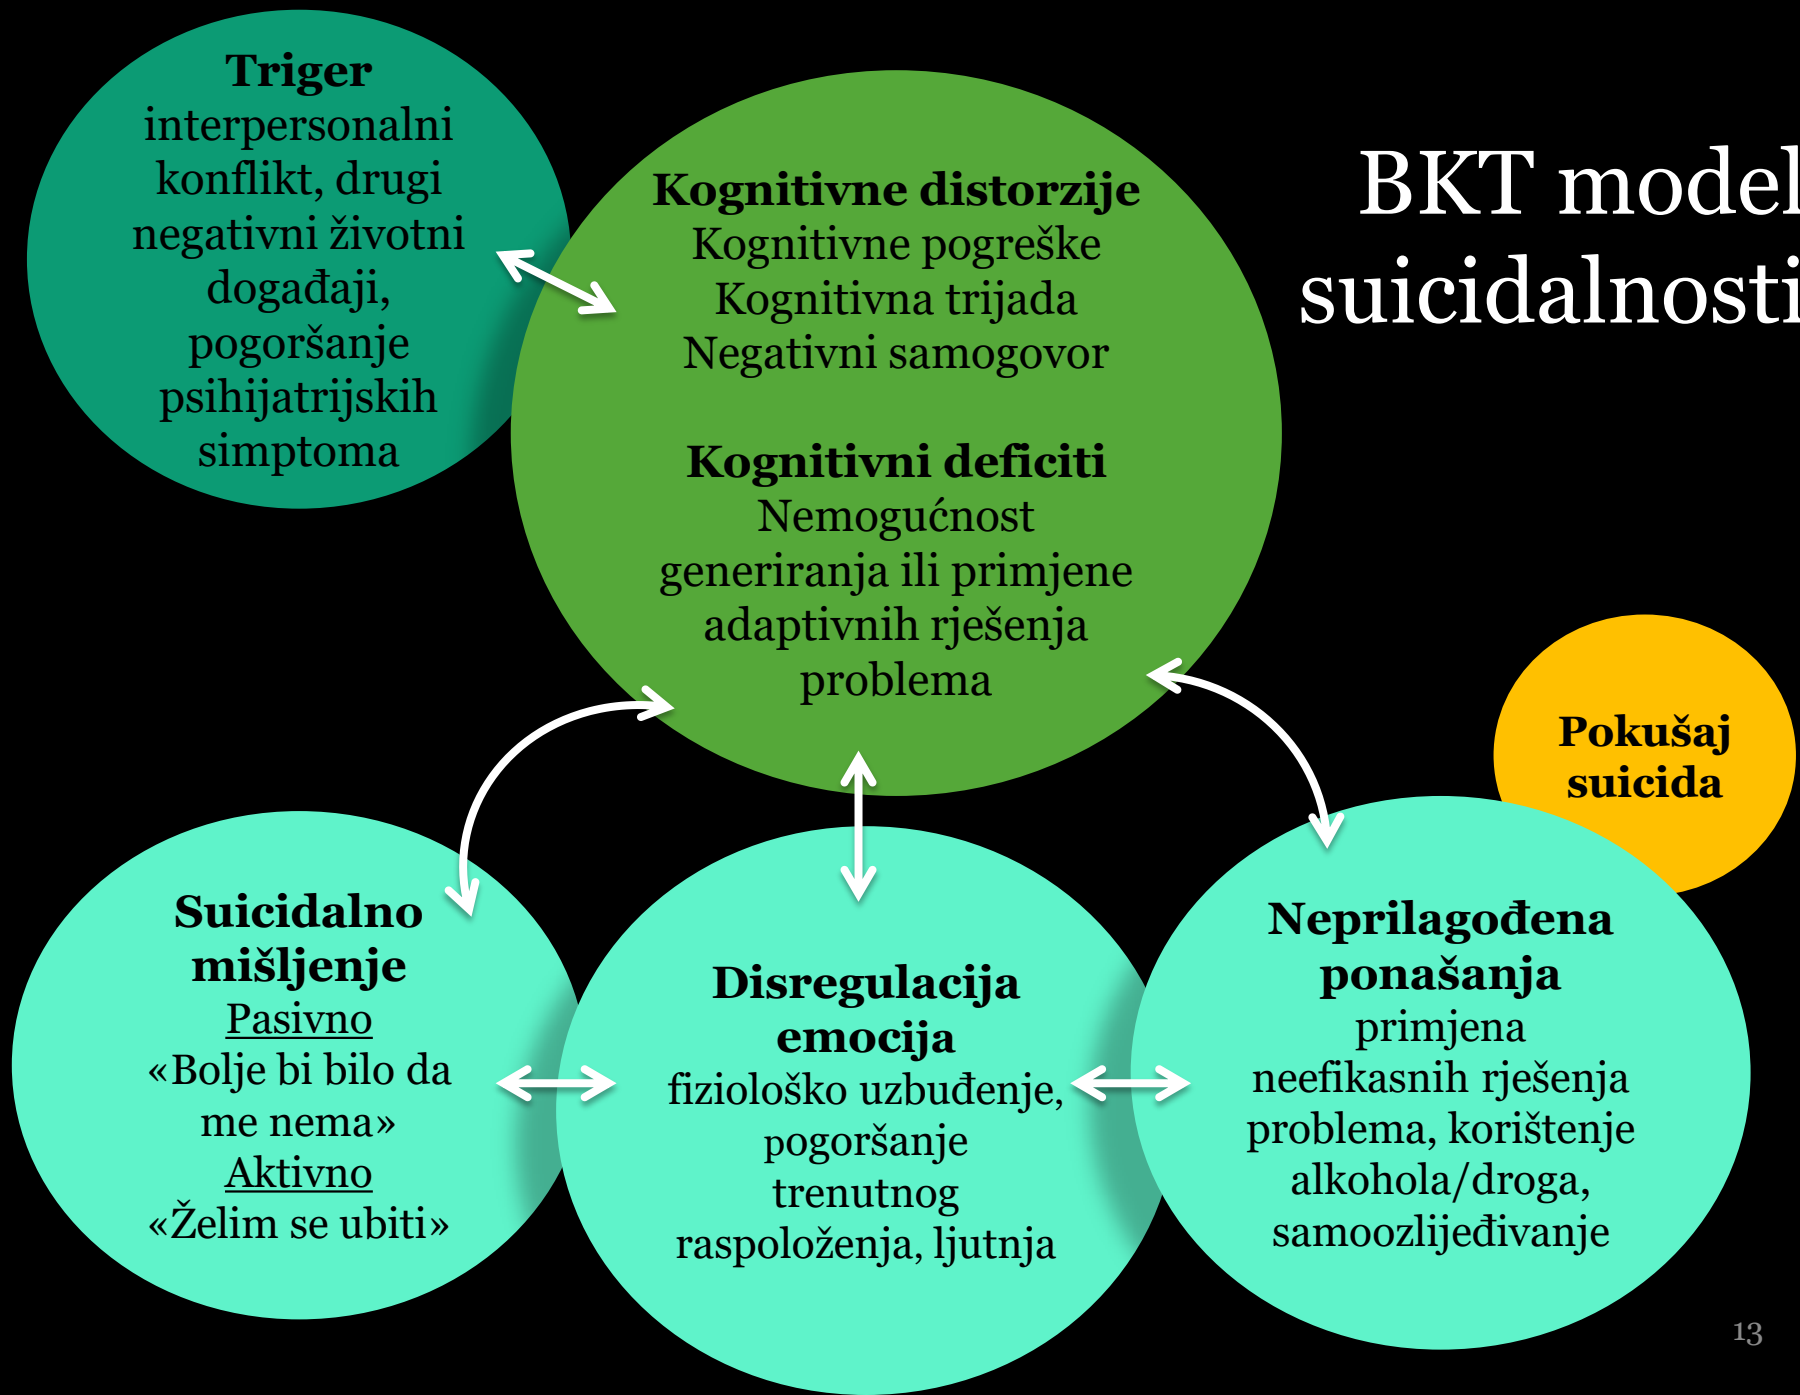 Triger
interpersonalni
konflikt, drugi
negativni životni
događaji,
pogoršanje
psihijatrijskih
simptoma
Kognitivne distorzije
Kognitivne pogreške
Kognitivna trijada
Negativni samogovor
Kognitivni deficiti
Nemogućnost
generiranja ili primjene
adaptivnih rješenja
problema
BKT model
suicidalnosti
Pokušaj
suicida
Suicidalno
mišljenje
Pasivno
«Bolje bi bilo da
me nema»
Aktivno
«Želim se ubiti»
Disregulacija
emocija
fiziološko uzbuđenje,
pogoršanje
trenutnog
raspoloženja, ljutnja
Neprilagođena
ponašanja
primjena
neefikasnih rješenja
problema, korištenje
alkohola/droga,
samoozlijeđivanje
13